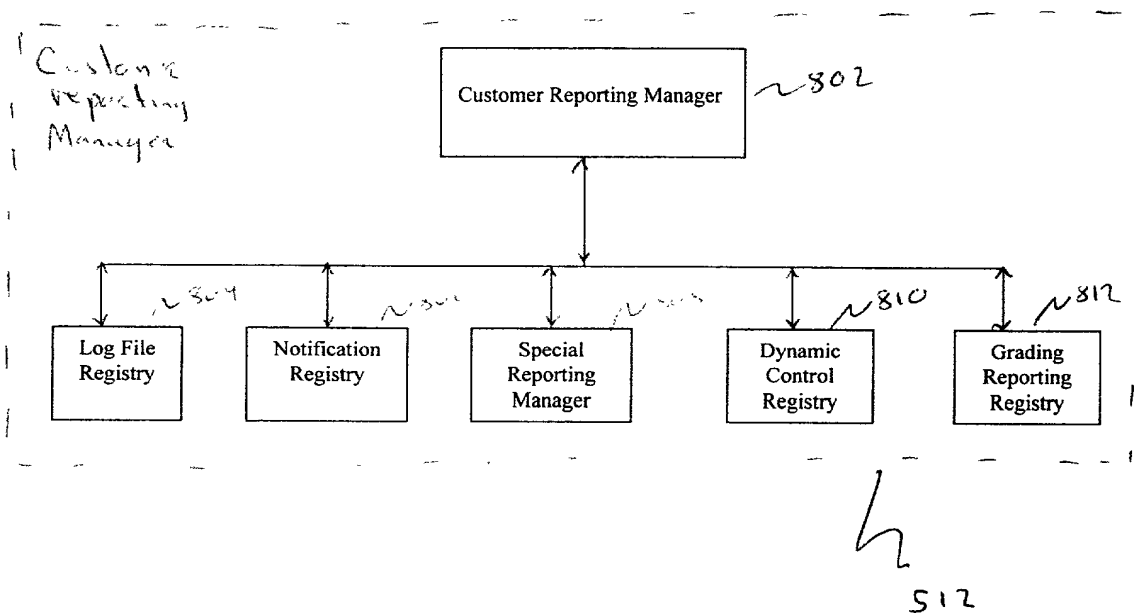 reporting
Manager
Customer Reporting Manager
802
804
810
812
Log File
Registry
Notification
Registry
Special
Reporting
Manager
Dynamic
Control
Registry
Grading
Reporting
Registry
512